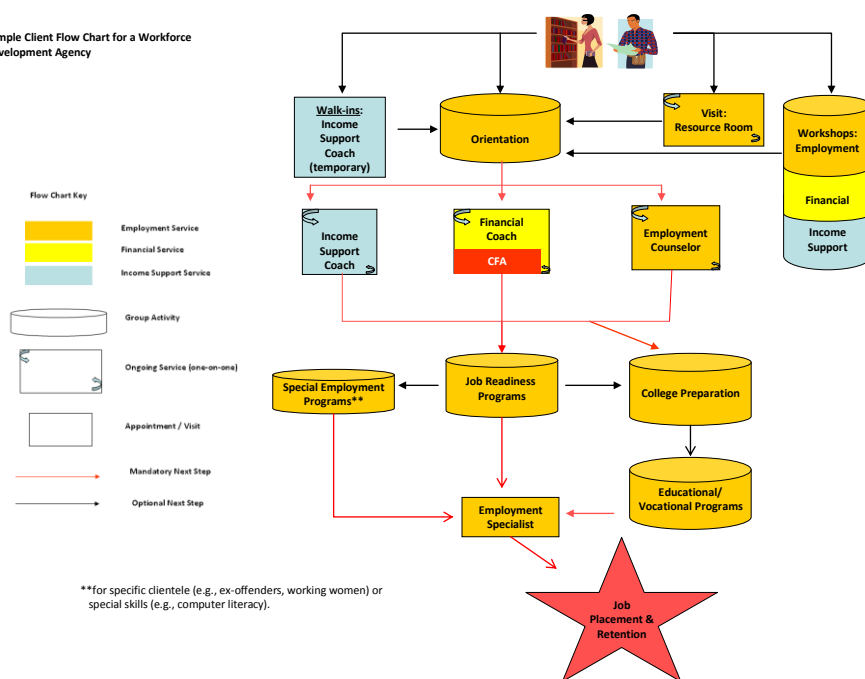 mple Client Flow Chart for a Workforce
velopment Agency
Walk-ins:
Income
Support
Coach
(temporary)
Orientation
Visit:
Resource Room
Workshops:
Employment
Financial
Income
Support
Flow Chart Key
Employment Service
Financial Service
Income Support Service
Group Activity
Ongoing Service (one-on-one)
Appointment / Visit
Mandatory Next Step
Optional Next Step
Income
Support
Coach
Financial
Coach
CFA
Employment
Counselor
Special Employment
Programs**
Job Readiness
Programs
College Preparation
Educational/
Vocational Programs
Employment
Specialist
Job
Placement &
Retention
**for specific clientele (e.g., ex-offenders, working women) or
special skills (e.g., computer literacy).